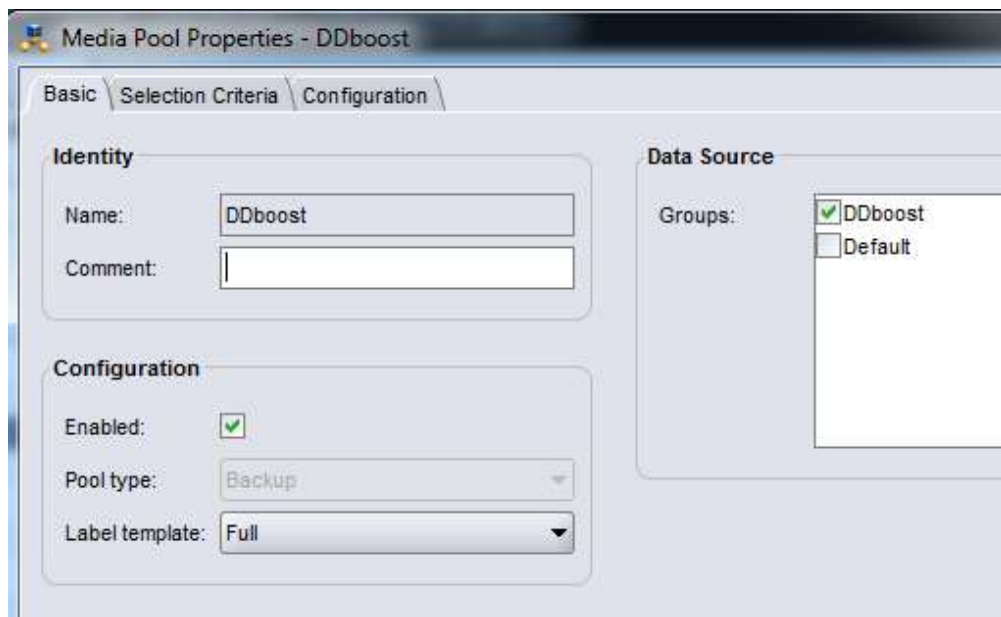 Media Pool Properties - DDboost
Basic Selection Criteria Configuration
Identity
Name: DDboost
Comment:
Configuration
Enabled:
Pool type: Backup
Label template: Full
Data Source
Groups: DDboost
Default